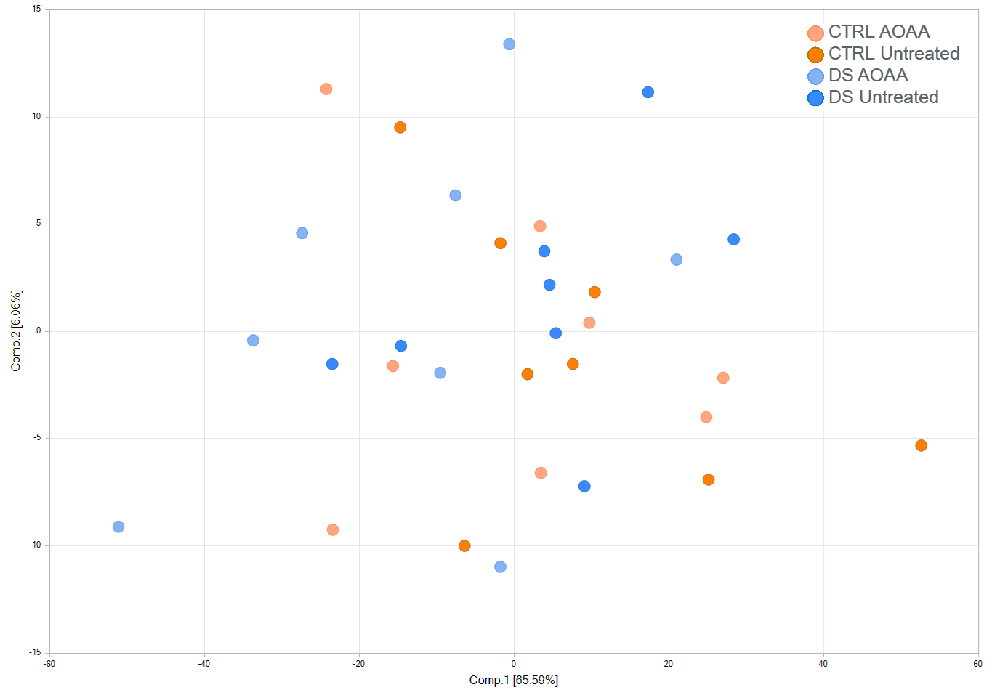 15
CTRL AOAA
CTRL Untreated
DS AOAA
DS Untreated
10
5
0
-5
-10
-15
Comp.2 [6.06%]
-60 -40 -20 0 20 40 60
Comp.1 [65.59%]